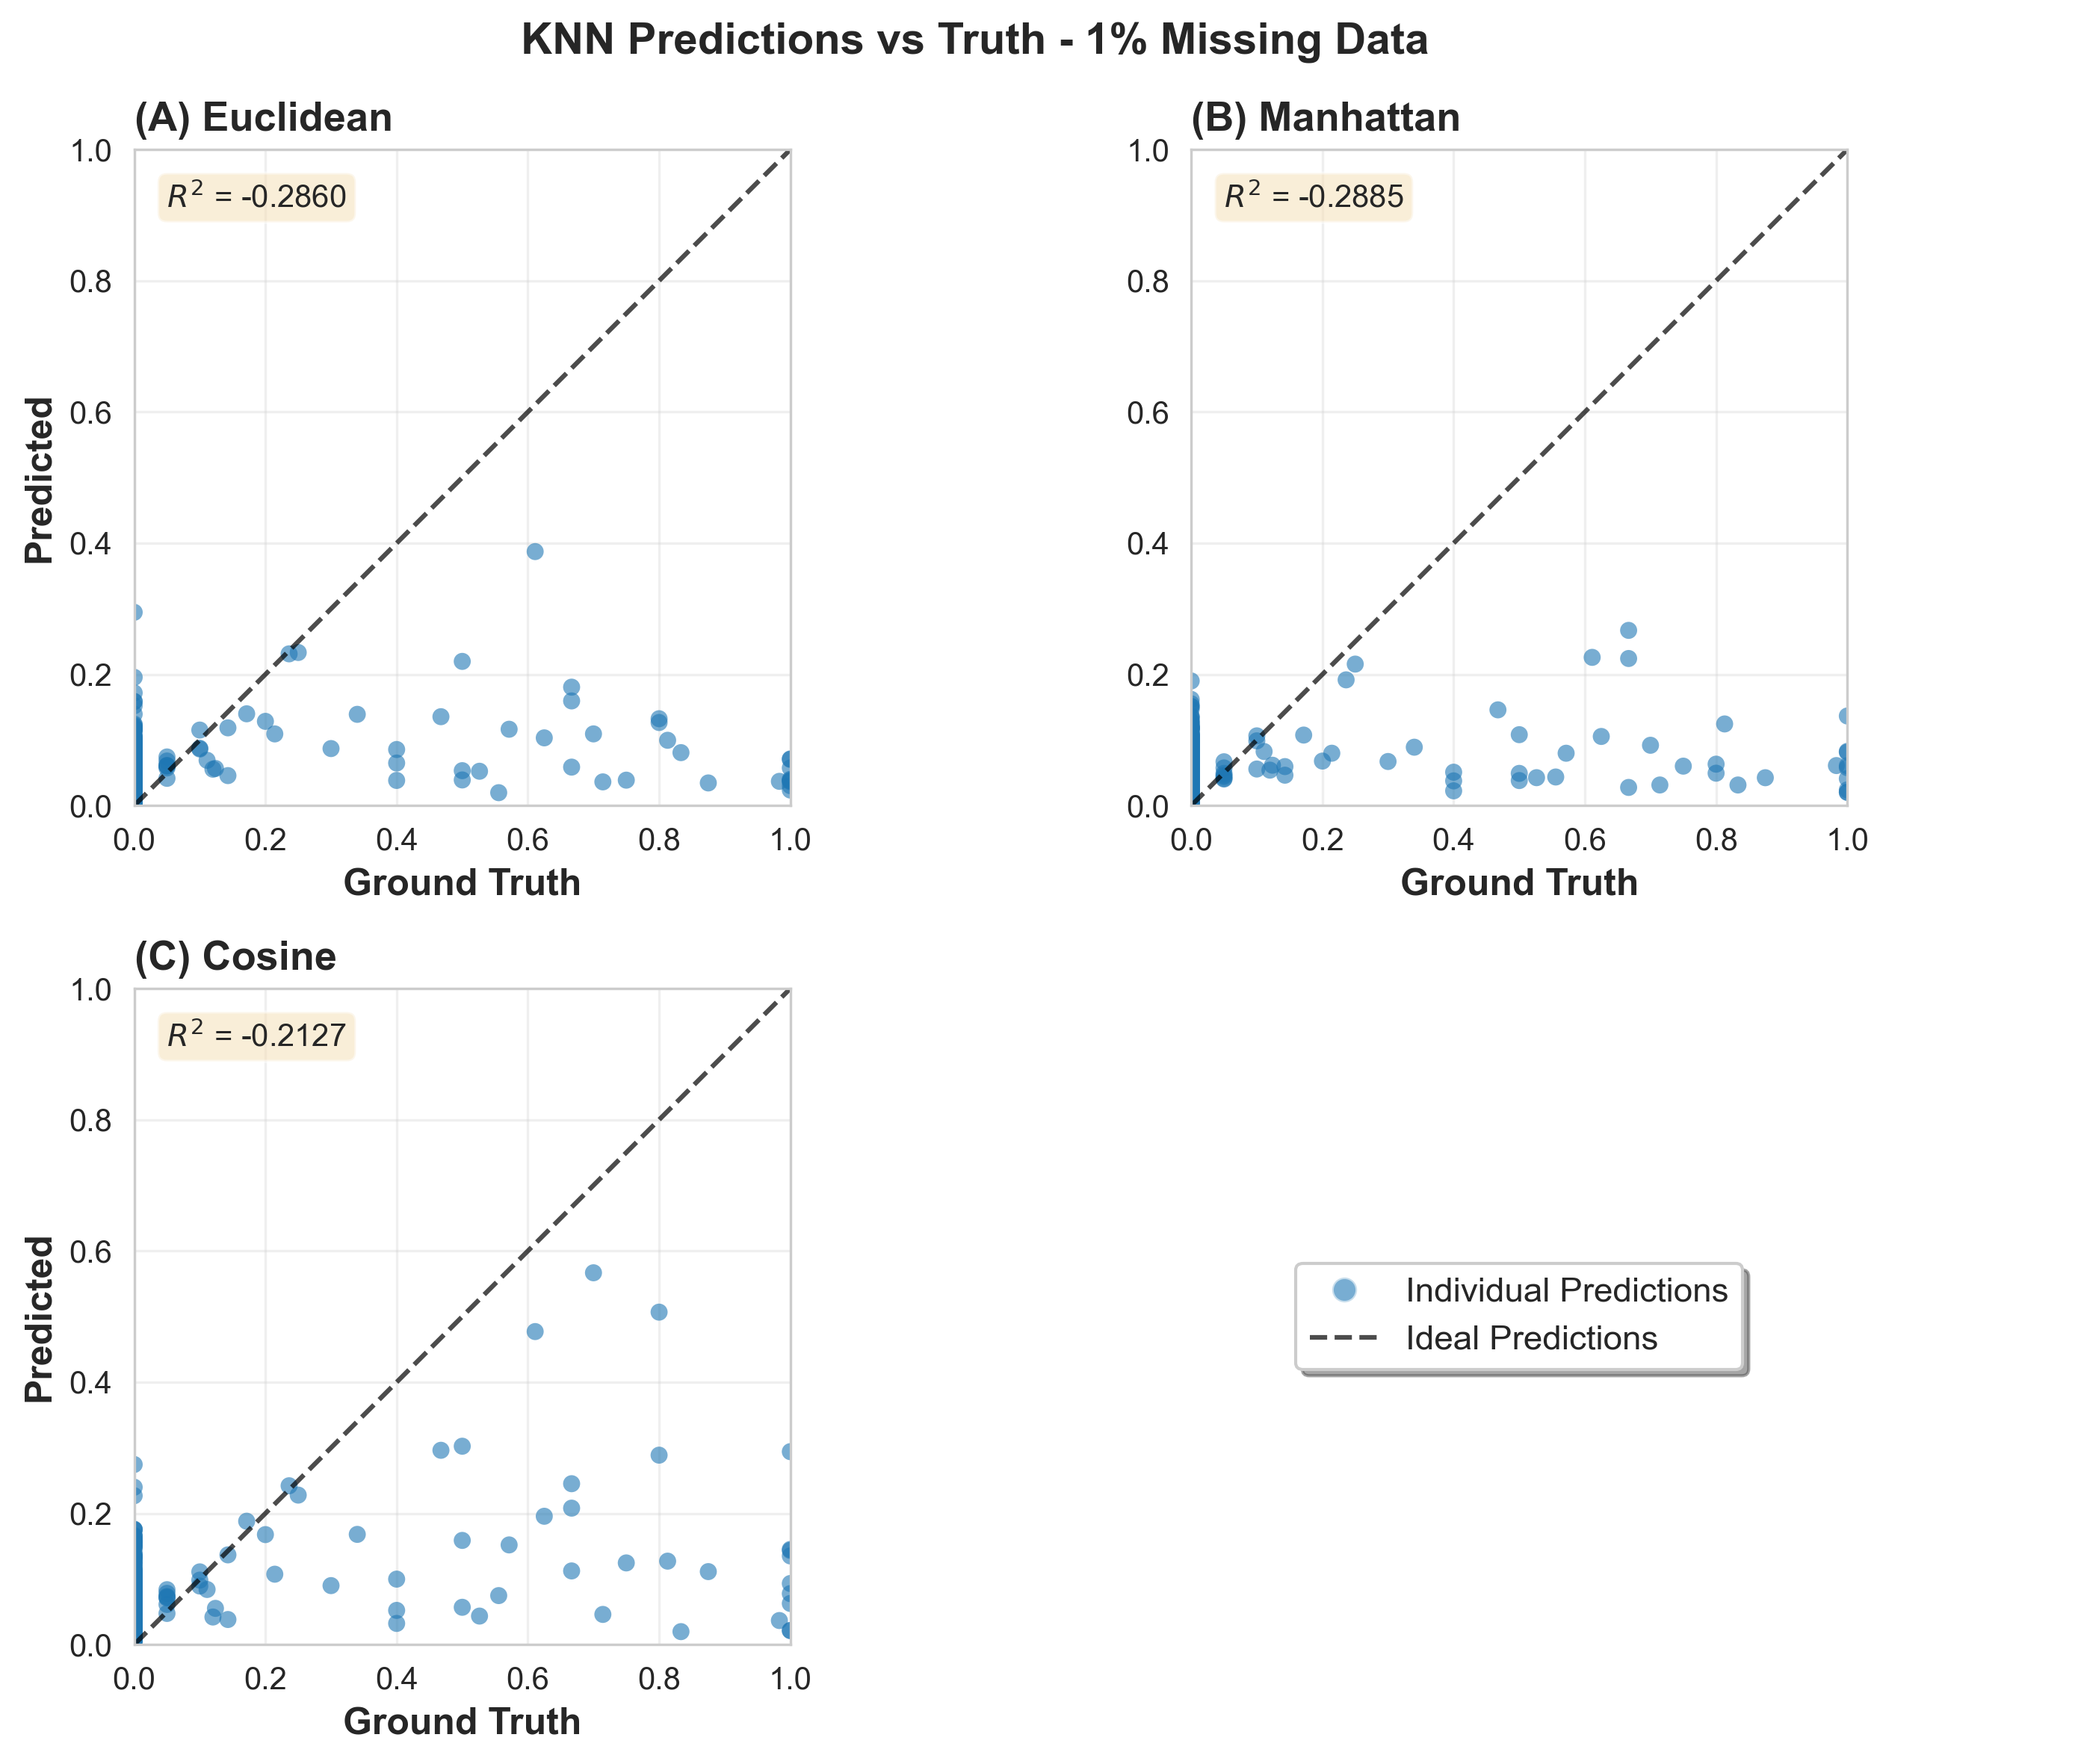 KNN Predictions vs Truth - 1% Missing Data
(A) Euclidean
1.0
R² = -0.2860
0.8
0.6
0.4
0.2
0.0
Predicted
0.0 0.2 0.4 0.6 0.8 1.0
Ground Truth
(B) Manhattan
1.0
R² = -0.2885
0.8
0.6
0.4
0.2
0.0
0.0 0.2 0.4 0.6 0.8 1.0
Ground Truth
(C) Cosine
1.0
R² = -0.2127
0.8
0.6
0.4
0.2
0.0
Predicted
0.0 0.2 0.4 0.6 0.8 1.0
Ground Truth
Individual Predictions
Ideal Predictions